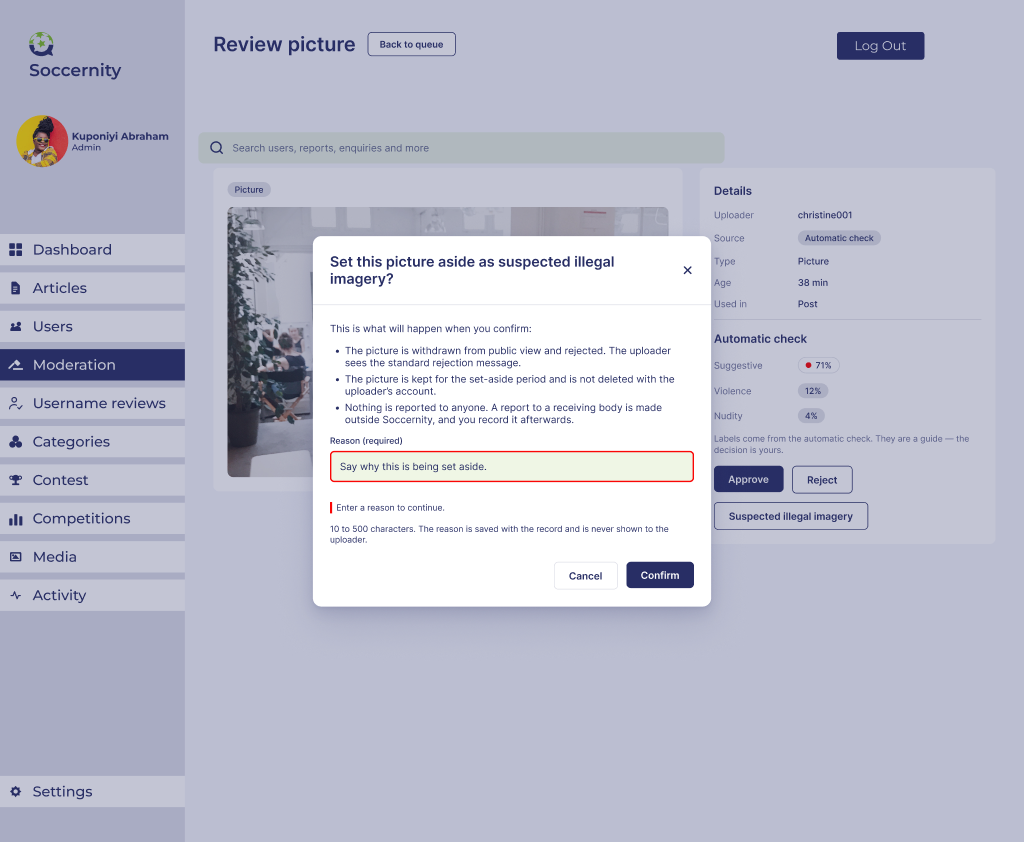 Soccernity
Kuponiyi Abraham
Admin
Dashboard
Articles
Users
Moderation
Username reviews
Categories
Contest
Competitions
Media
Activity
Settings
Review picture
Back to queue
Log Out
Search users, reports, enquiries and more
Picture
Set this picture aside as suspected illegal
imagery?
This is what will happen when you confirm:
• The picture is withdrawn from public view and rejected. The uploader
sees the standard rejection message.
• The picture is kept for the set-aside period and is not deleted with the
uploader's account.
• Nothing is reported to anyone. A report to a receiving body is made
outside Soccernity, and you record it afterwards.
Reason (required)
Say why this is being set aside.
Enter a reason to continue.
10 to 500 characters. The reason is saved with the record and is never shown to the
uploader.
Cancel
Confirm
Details
Uploader christine001
Source Automatic check
Type Picture
Age 38 min
Used in Post
Automatic check
Suggestive 71%
Violence 12%
Nudity 4%
Labels come from the automatic check. They are a guide — the
decision is yours.
Approve
Reject
Suspected illegal imagery